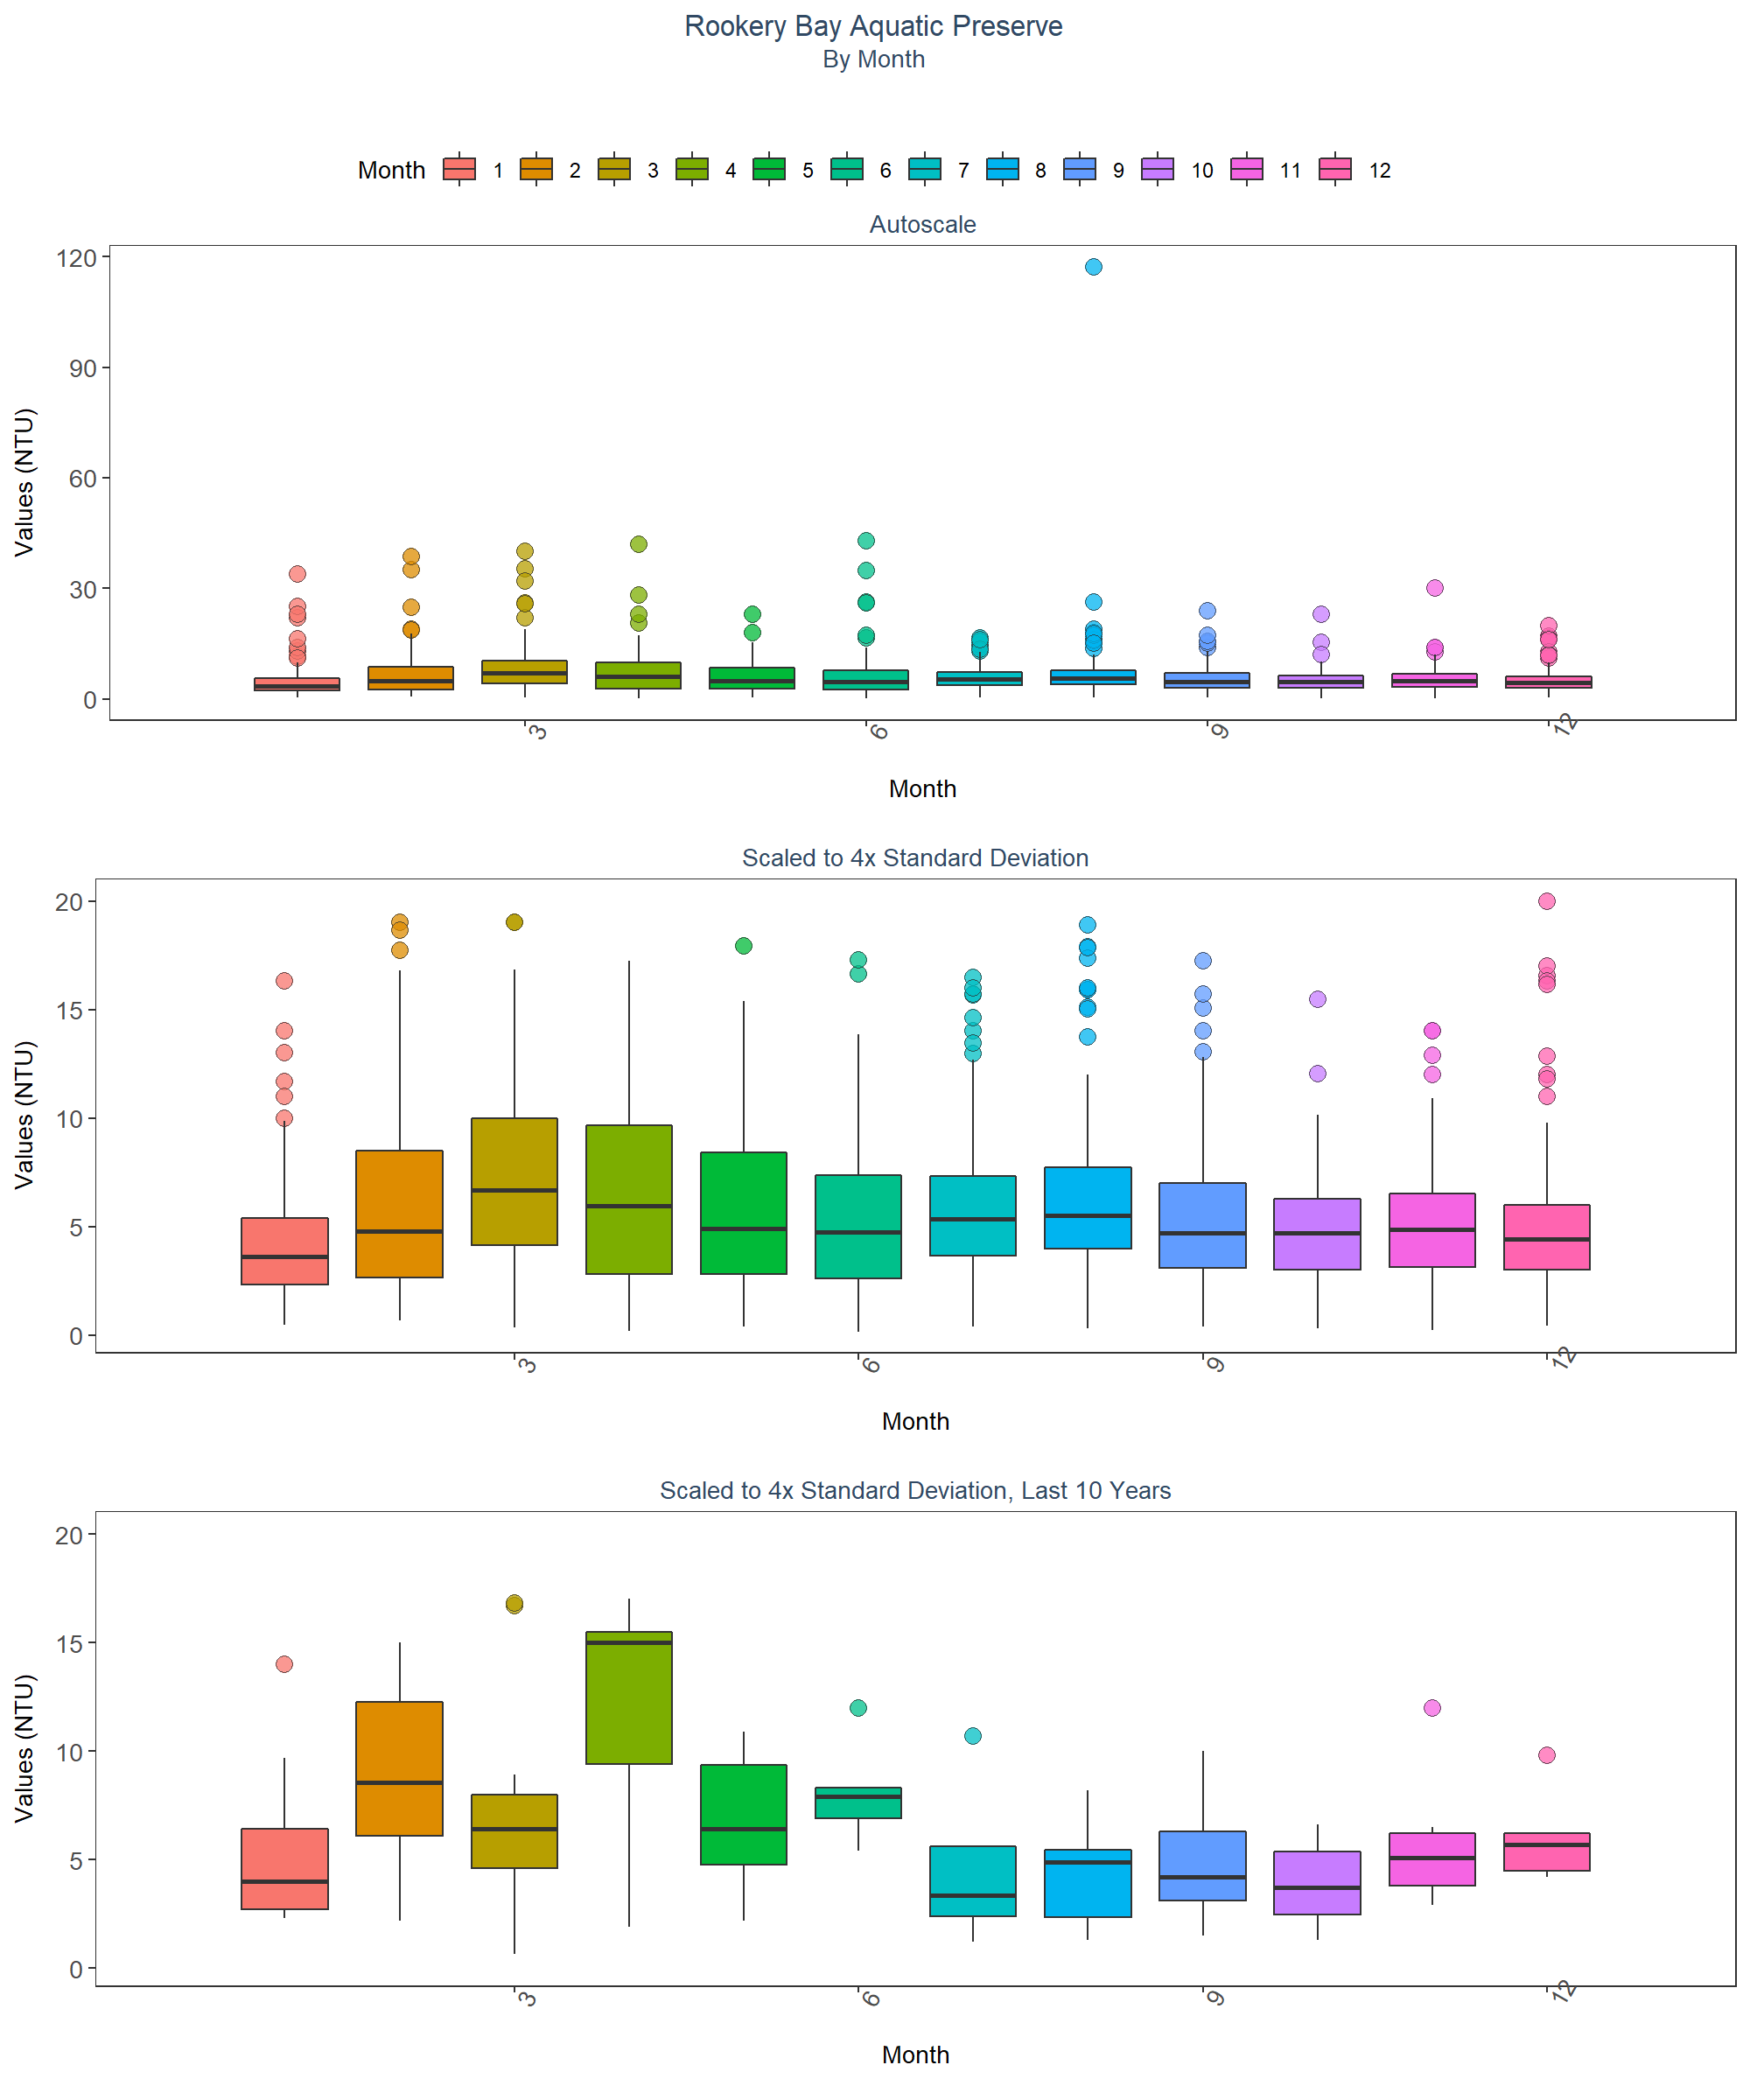 Rookery Bay Aquatic Preserve
By Month
Month 1 2 3 4 5 6 7 8 9 10 11 12
Autoscale
120
90
60
30
0
Values (NTU)
3 6 9 12
Month
Scaled to 4x Standard Deviation
20
15
10
5
0
Values (NTU)
3 6 9 12
Month
Scaled to 4x Standard Deviation, Last 10 Years
20
15
10
5
0
Values (NTU)
3 6 9 12
Month